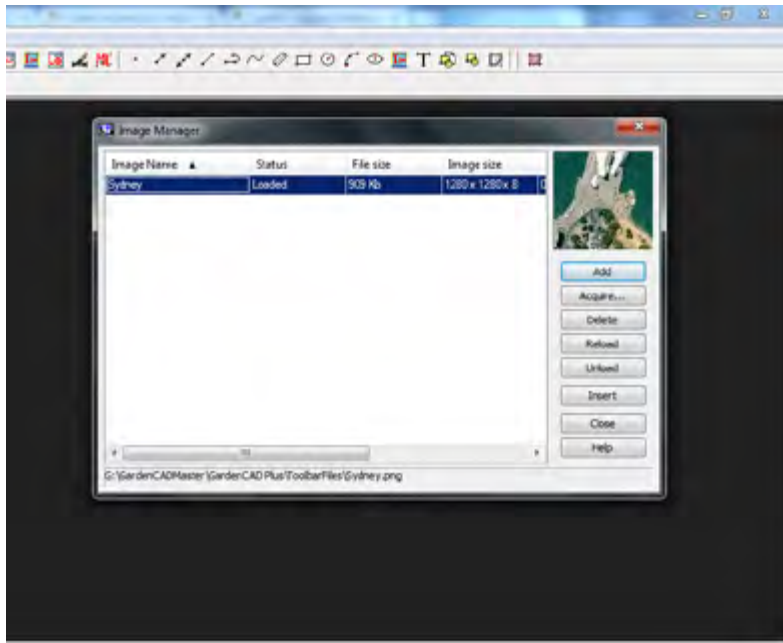 Image Manager
Image Name Status File size Image size
Sydney Loaded 909 Kb 1280 x 1280 x 8
Add
Acquire...
Delete
Reload
Unload
Insert
Close
Help
G:\GardenCADMaster\GardenCAD Plus\ToolbarFiles\Sydney.png